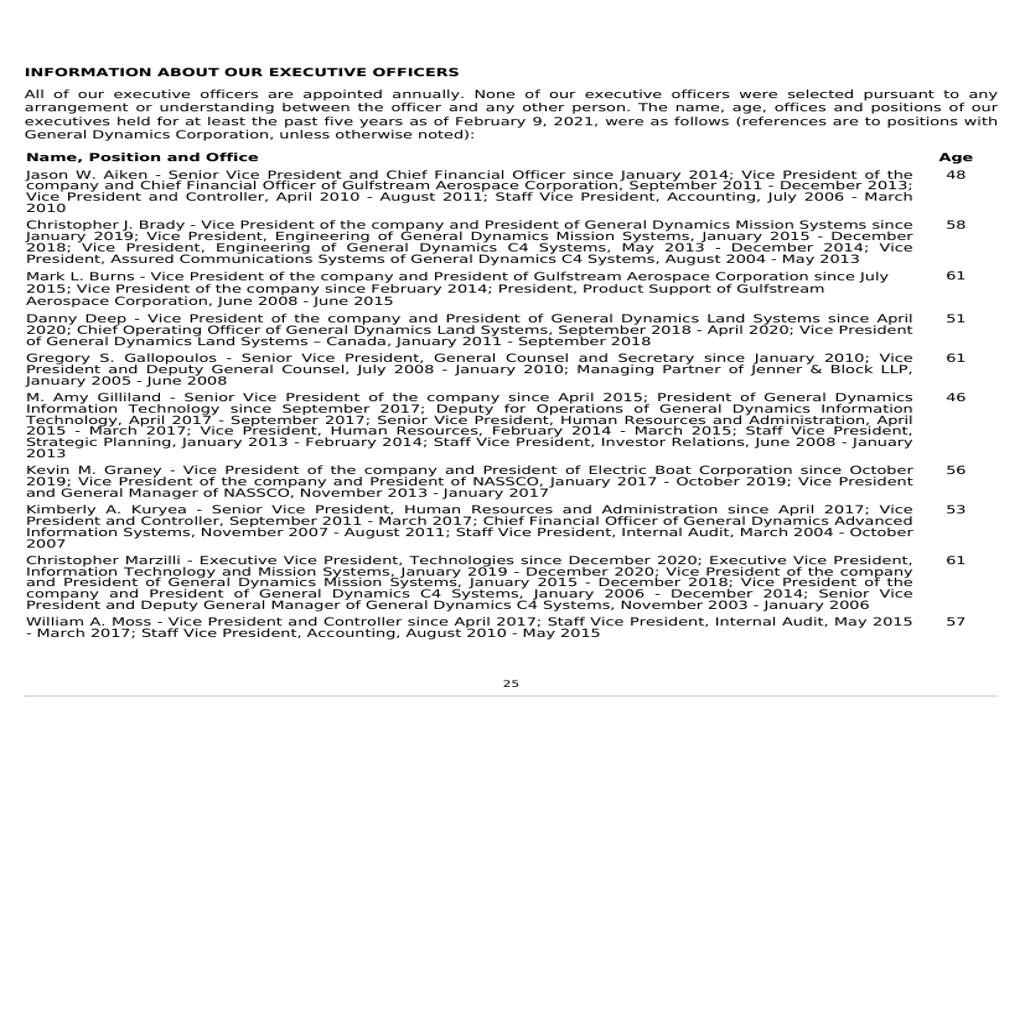 INFORMATION ABOUT OUR EXECUTIVE OFFICERS
All of our executive officers are appointed annually. None of our executive officers were selected pursuant to any
arrangement or understanding between the officer and any other person. The name, age, offices and positions of our
executives held for at least the past five years as of February 9, 2021, were as follows (references are to positions with
General Dynamics Corporation, unless otherwise noted):
Name, Position and Office Age
Jason W. Aiken - Senior Vice President and Chief Financial Officer since January 2014; Vice President of the 48
company and Chief Financial Officer of Gulfstream Aerospace Corporation, September 2011 - December 2013;
Vice President and Controller, April 2010 - August 2011; Staff Vice President, Accounting, July 2006 - March
2010
Christopher J. Brady - Vice President of the company and President of General Dynamics Mission Systems since 58
January 2019; Vice President, Engineering of General Dynamics Mission Systems, January 2015 - December
2018; Vice President, Engineering of General Dynamics C4 Systems, May 2013 - December 2014; Vice
President, Assured Communications Systems of General Dynamics C4 Systems, August 2004 - May 2013
Mark L. Burns - Vice President of the company and President of Gulfstream Aerospace Corporation since July 61
2015; Vice President of the company since February 2014; President, Product Support of Gulfstream
Aerospace Corporation, June 2008 - June 2015
Danny Deep - Vice President of the company and President of General Dynamics Land Systems since April 51
2020; Chief Operating Officer of General Dynamics Land Systems, September 2018 - April 2020; Vice President
of General Dynamics Land Systems – Canada, January 2011 - September 2018
Gregory S. Gallopoulos - Senior Vice President, General Counsel and Secretary since January 2010; Vice 61
President and Deputy General Counsel, July 2008 - January 2010; Managing Partner of Jenner & Block LLP,
January 2005 - June 2008
M. Amy Gilliland - Senior Vice President of the company since April 2015; President of General Dynamics 46
Information Technology since September 2017; Deputy for Operations of General Dynamics Information
Technology, April 2017 - September 2017; Senior Vice President, Human Resources and Administration, April
2015 - March 2017; Vice President, Human Resources, February 2014 - March 2015; Staff Vice President,
Strategic Planning, January 2013 - February 2014; Staff Vice President, Investor Relations, June 2008 - January
2013
Kevin M. Graney - Vice President of the company and President of Electric Boat Corporation since October 56
2019; Vice President of the company and President of NASSCO, January 2017 - October 2019; Vice President
and General Manager of NASSCO, November 2013 - January 2017
Kimberly A. Kuryea - Senior Vice President, Human Resources and Administration since April 2017; Vice 53
President and Controller, September 2011 - March 2017; Chief Financial Officer of General Dynamics Advanced
Information Systems, November 2007 - August 2011; Staff Vice President, Internal Audit, March 2004 - October
2007
Christopher Marzilli - Executive Vice President, Technologies since December 2020; Executive Vice President, 61
Information Technology and Mission Systems, January 2019 - December 2020; Vice President of the company
and President of General Dynamics Mission Systems, January 2015 - December 2018; Vice President of the
company and President of General Dynamics C4 Systems, January 2006 - December 2014; Senior Vice
President and Deputy General Manager of General Dynamics C4 Systems, November 2003 - January 2006
William A. Moss - Vice President and Controller since April 2017; Staff Vice President, Internal Audit, May 2015 57
- March 2017; Staff Vice President, Accounting, August 2010 - May 2015
25